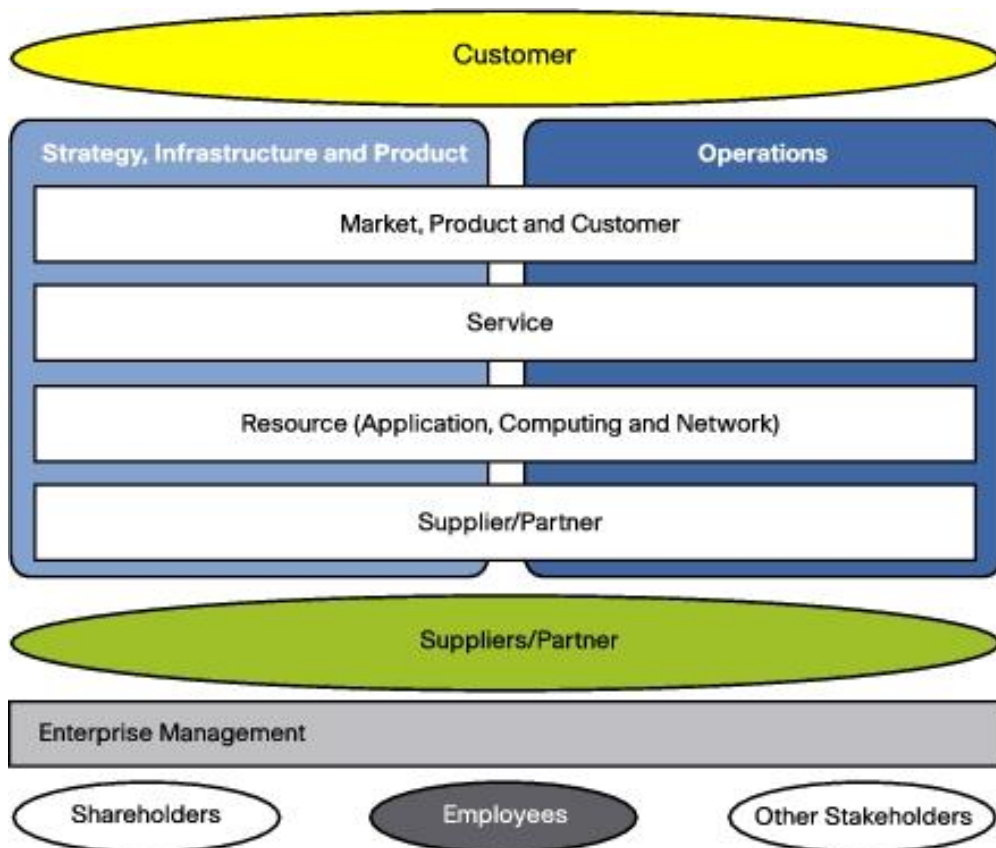 Customer
Strategy, Infrastructure and Product
Operations
Market, Product and Customer
Service
Resource (Application, Computing and Network)
Supplier/Partner
Suppliers/Partner
Enterprise Management
Shareholders
Employees
Other Stakeholders